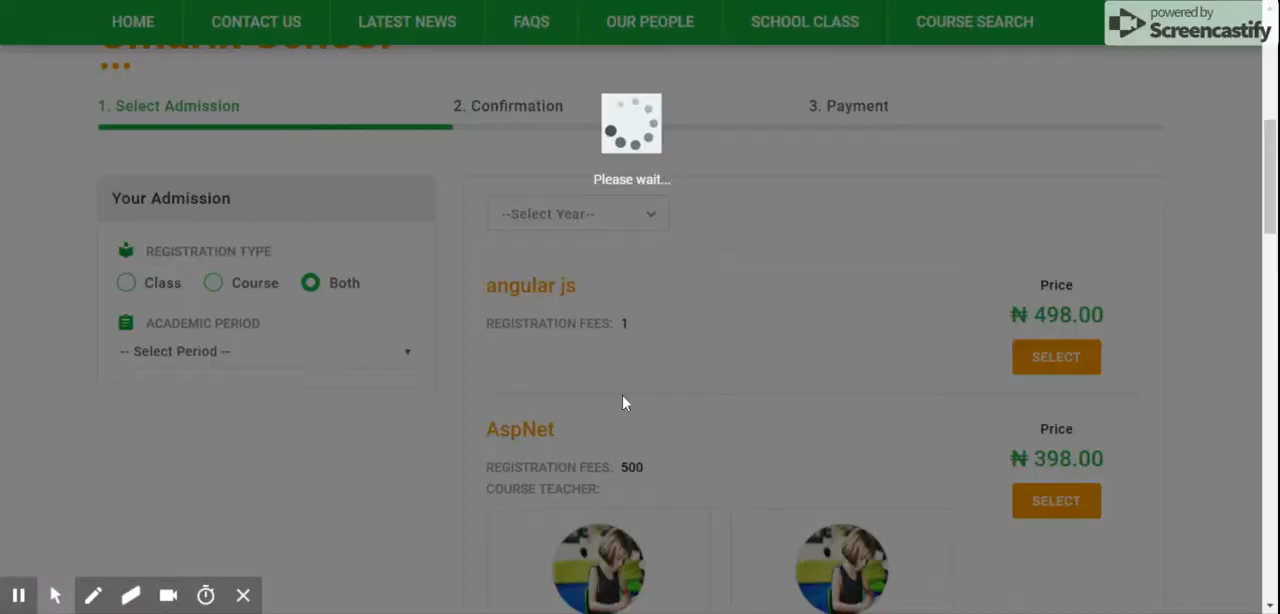 HOME CONTACT US LATEST NEWS FAQS OUR PEOPLE SCHOOL CLASS COURSE SEARCH
powered by
Screencastify
1. Select Admission 2. Confirmation 3. Payment
Please wait...
Your Admission
REGISTRATION TYPE
Class Course Both
ACADEMIC PERIOD
-- Select Period --
--Select Year--
angular js
REGISTRATION FEES: 1
Price
₦ 498.00
SELECT
AspNet
REGISTRATION FEES: 500
COURSE TEACHER:
Price
₦ 398.00
SELECT